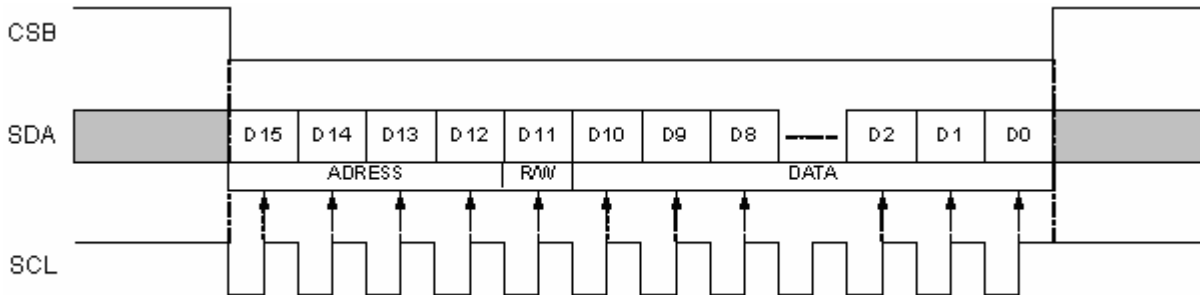 CSB
SDA D15 D14 D13 D12 D11 D10 D9 D8 D2 D1 D0
ADRESS R/W DATA
SCL